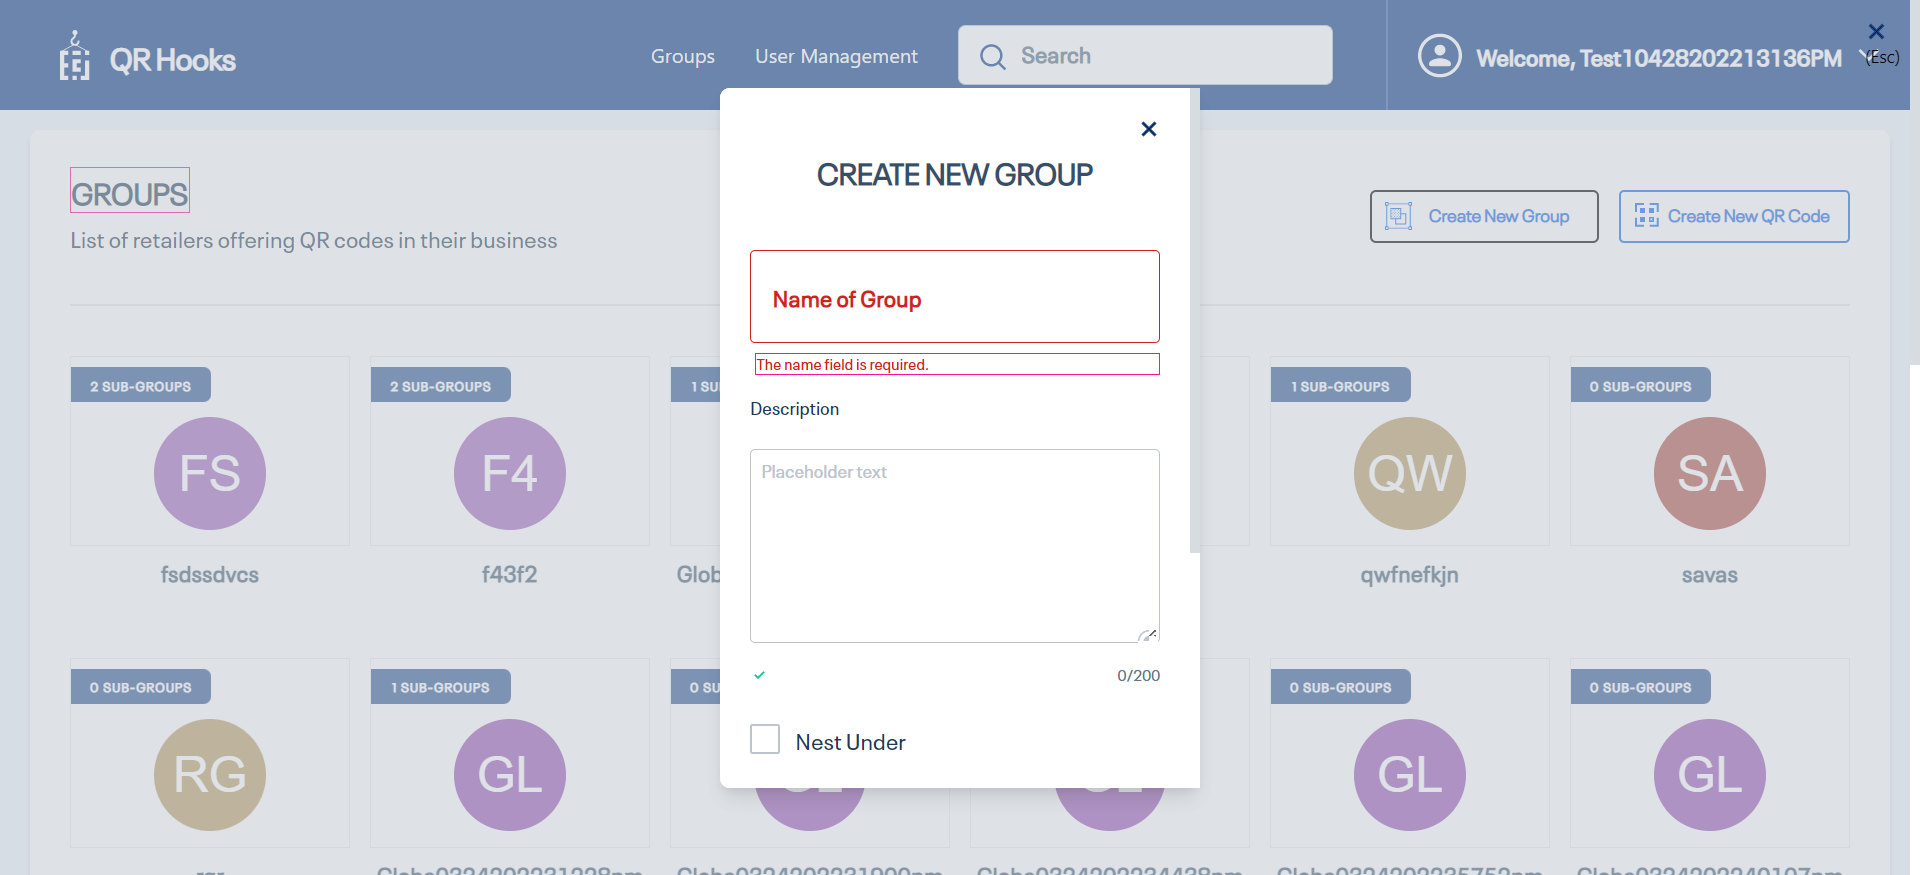 QR Hooks
Groups
User Management
Search
Welcome, Test10428202213136PM
(Esc)
GROUPS
List of retailers offering QR codes in their business
Create New Group
Create New QR Code
CREATE NEW GROUP
Name of Group
The name field is required.
Description
Placeholder text
0/200
Nest Under
2 SUB-GROUPS
2 SUB-GROUPS
1 SU
1 SUB-GROUPS
0 SUB-GROUPS
FS
F4
QW
SA
fsdssdvcs
f43f2
Glob
qwfnefkjn
savas
0 SUB-GROUPS
1 SUB-GROUPS
0 SU
0 SUB-GROUPS
0 SUB-GROUPS
RG
GL
GL
GL